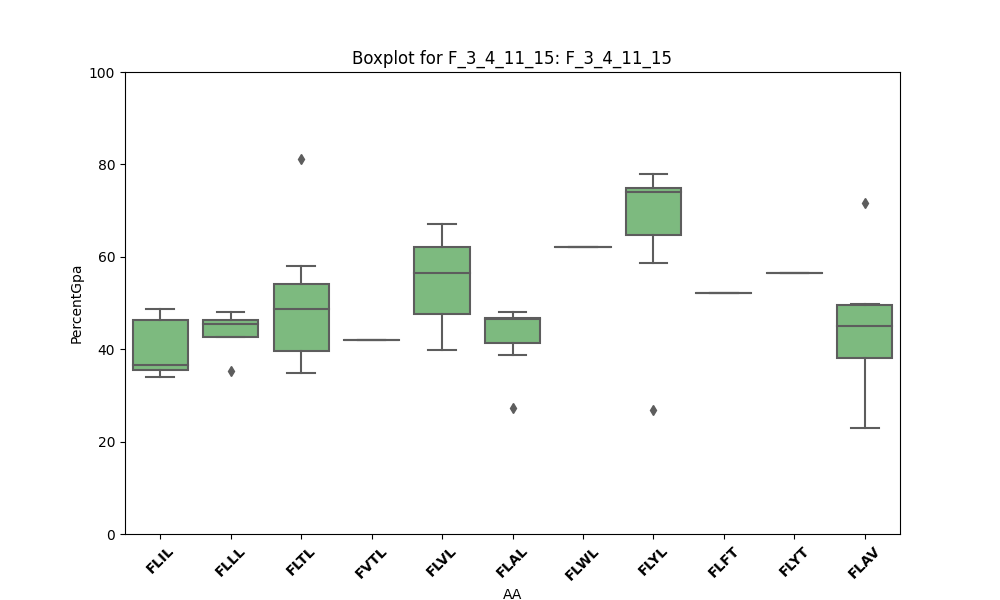 Boxplot for F_3_4_11_15: F_3_4_11_15
100
80
60
40
20
0
PercentGpa
FLIL
FLLL
FLTL
FVTL
FLVL
FLAL
FLWL
FLYL
FLFT
FLYT
FLAV
AA